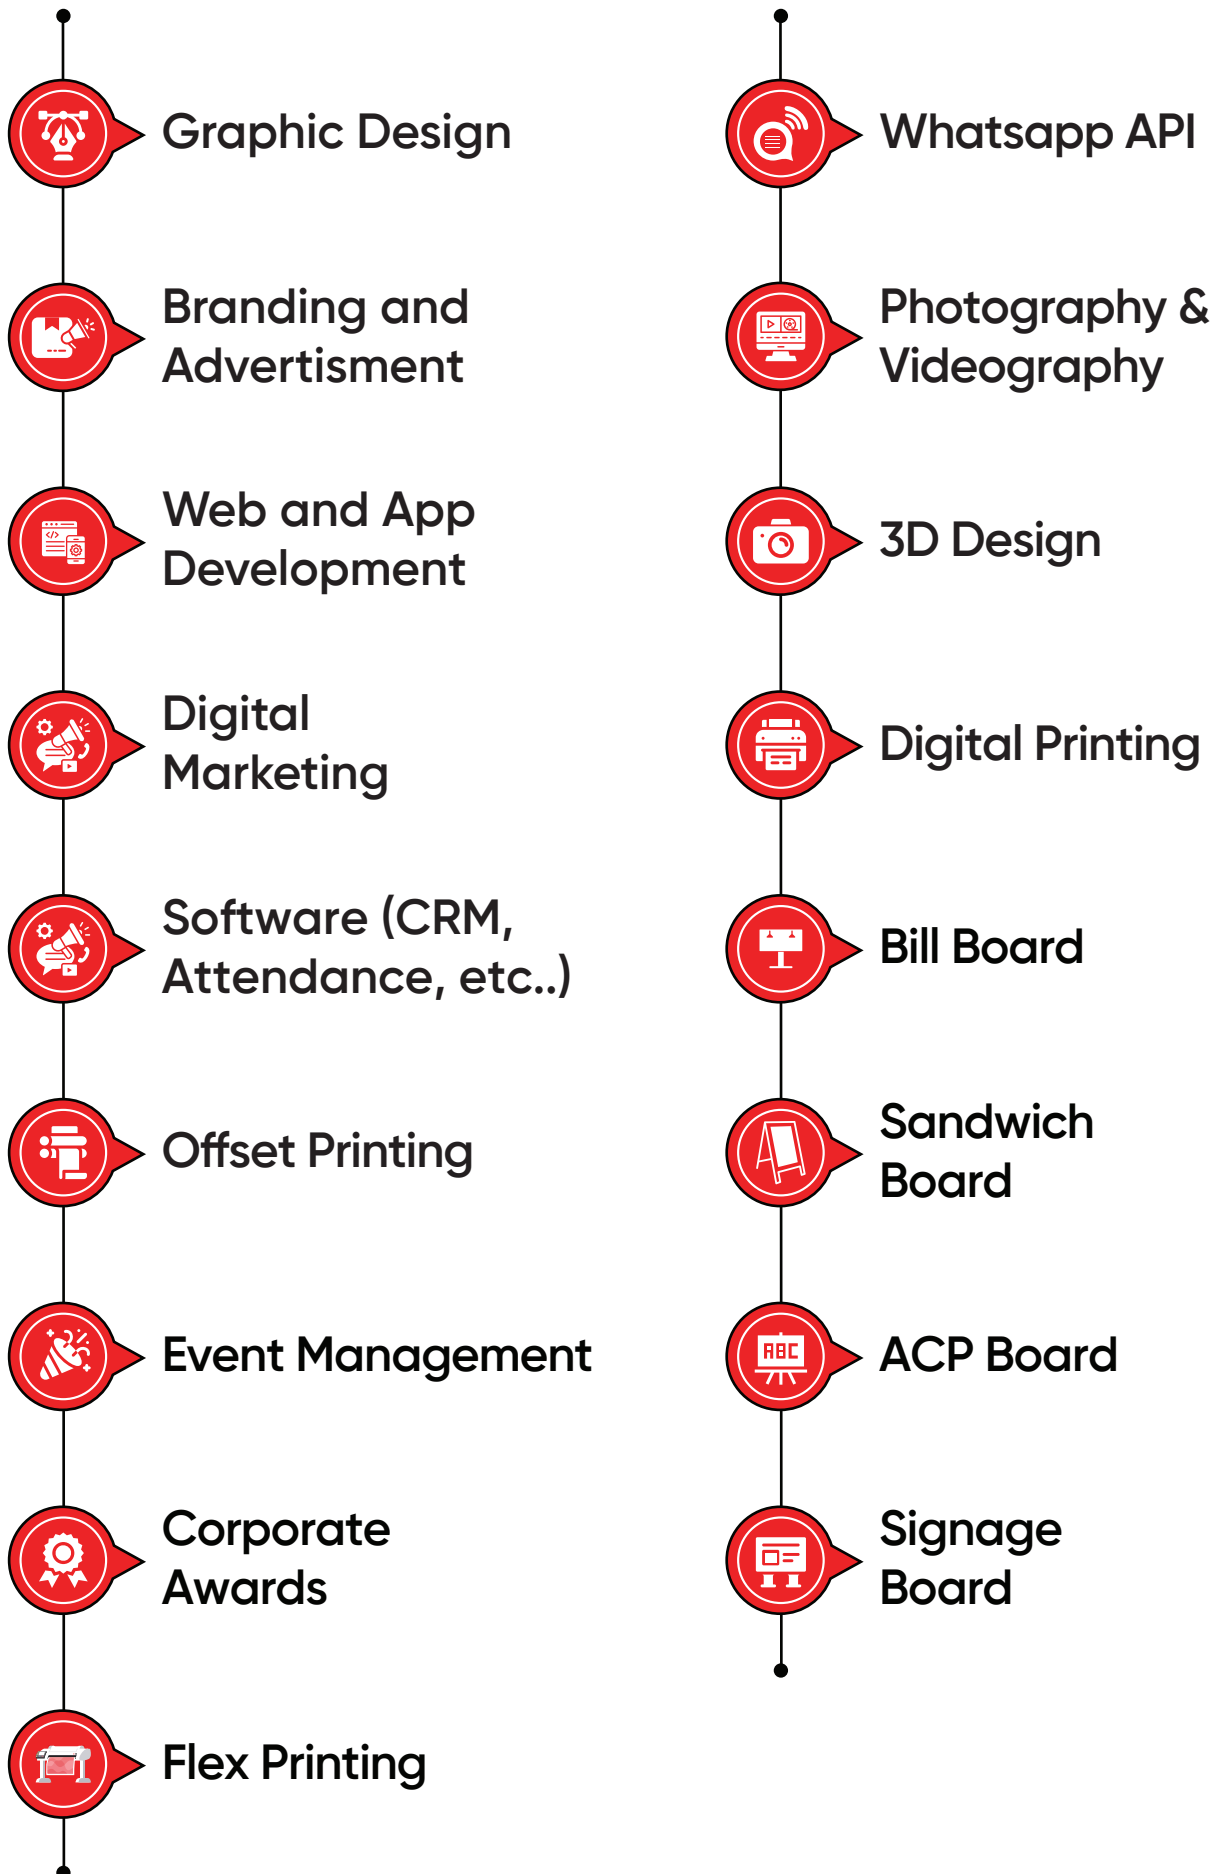 Graphic Design
Branding and
Advertisment
Web and App
Development
Digital
Marketing
Software (CRM,
Attendance, etc..)
Offset Printing
Event Management
Corporate
Awards
Flex Printing
Whatsapp API
Photography &
Videography
3D Design
Digital Printing
Bill Board
Sandwich
Board
ACP Board
ABC
Signage
Board